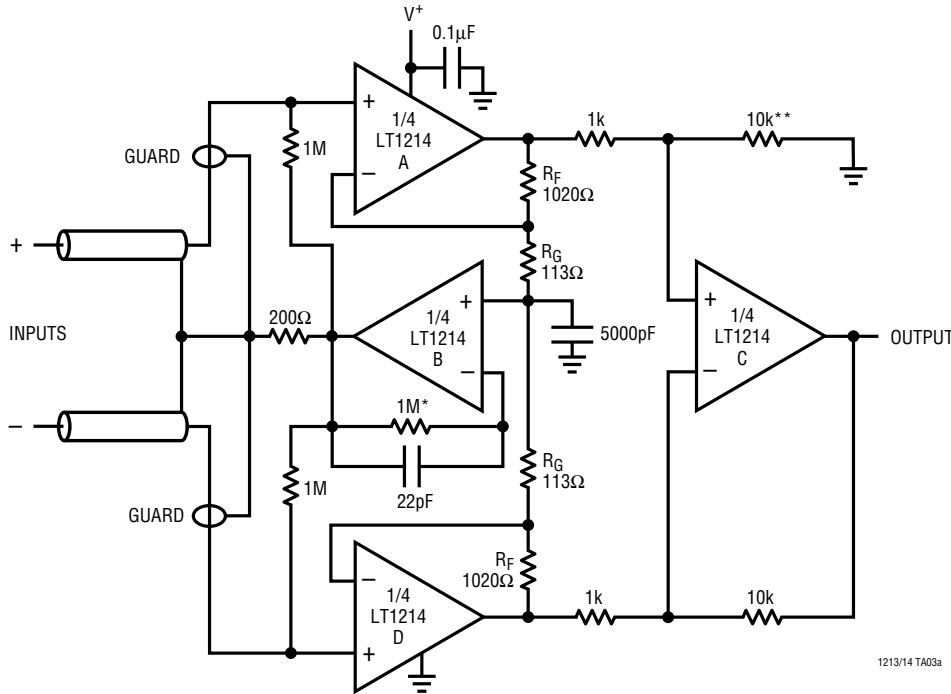 V+
0.1µF
+
1/4
LT1214
A
–
1M
GUARD
1k
10k**
RF
1020Ω
RG
113Ω
+
INPUTS
–
200Ω
+
1/4
LT1214
B
–
5000pF
+
1/4
LT1214
C
–
OUTPUT
1M*
22pF
RG
113Ω
1M
GUARD
RF
1020Ω
–
1/4
LT1214
D
+
1k
10k
1213/14 TA03a